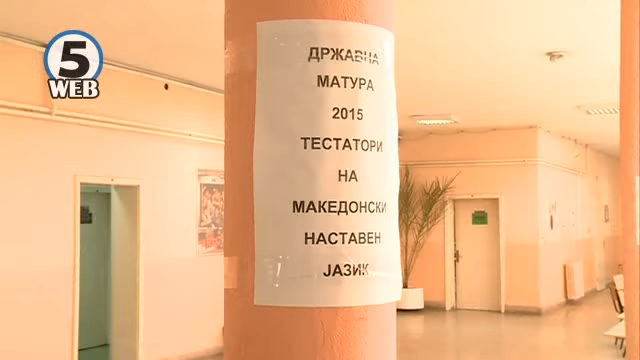 5
WEB
ДРЖАВНА
МАТУРА
2015
ТЕСТАТОРИ
НА
МАКЕДОНСКИ
НАСТАВЕН
ЈАЗИК